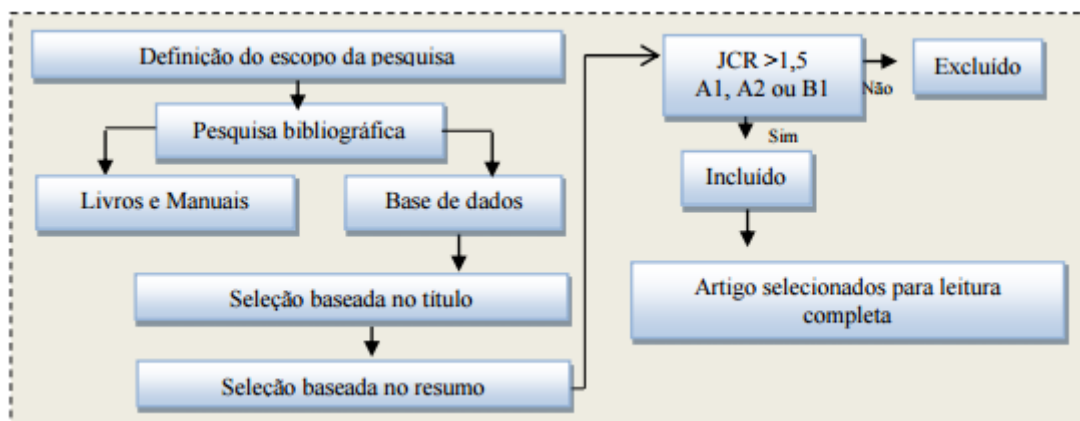 Definição do escopo da pesquisa
Pesquisa bibliográfica
Livros e Manuais
Base de dados
Seleção baseada no título
Seleção baseada no resumo
JCR >1,5
A1, A2 ou B1
Não
Excluído
Sim
Incluído
Artigo selecionados para leitura
completa